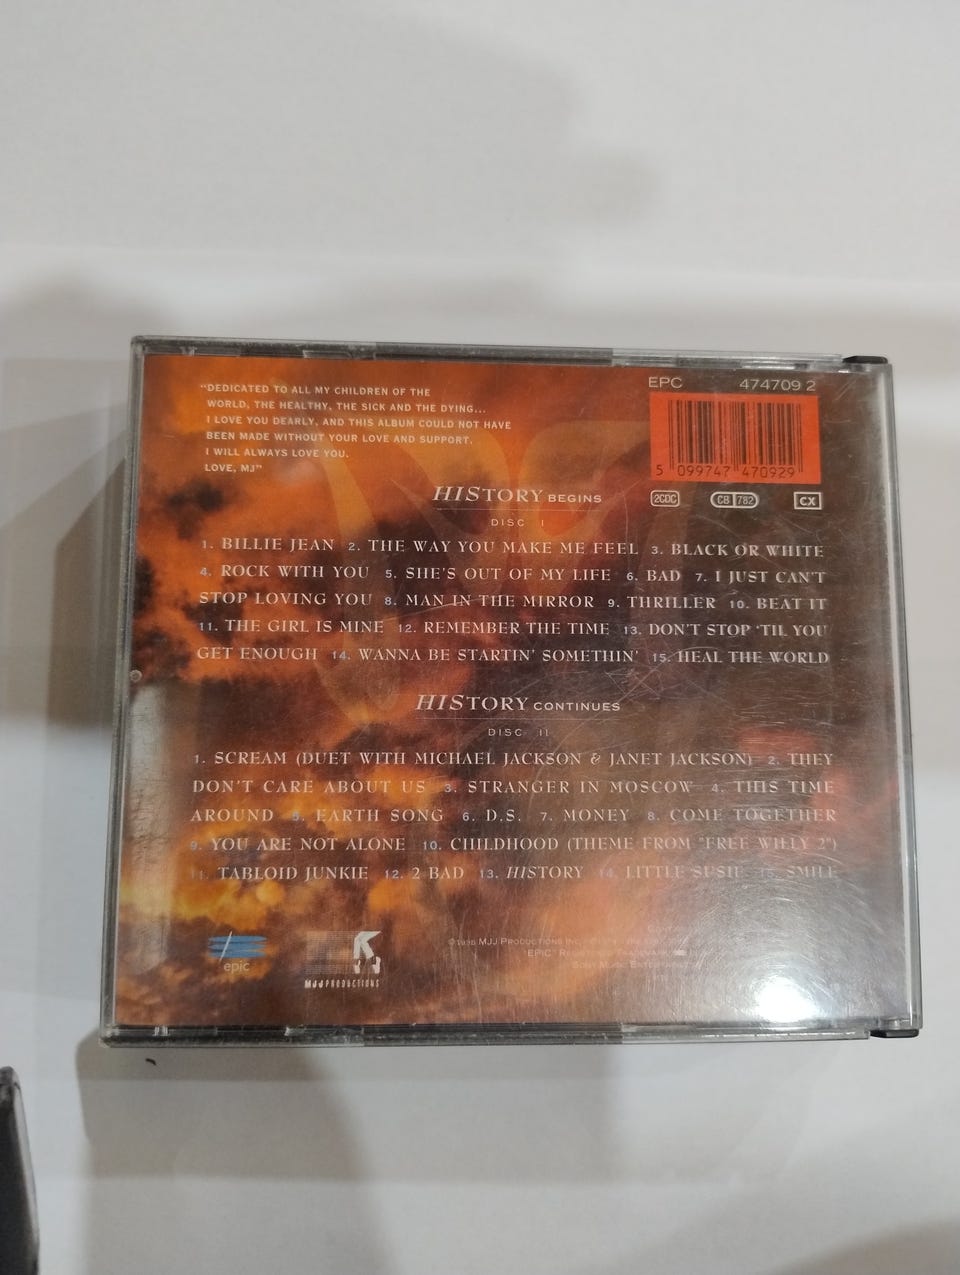 "DEDICATED TO ALL MY CHILDREN OF THE
WORLD, THE HEALTHY, THE SICK AND THE DYING...
I LOVE YOU DEARLY, AND THIS ALBUM COULD NOT HAVE
BEEN MADE WITHOUT YOUR LOVE AND SUPPORT.
I WILL ALWAYS LOVE YOU.
LOVE, MJ"
EPC 474709 2
5 099747 470929
2CDC CB 782 CX
HISTORY BEGINS
DISC I
1. BILLIE JEAN 2. THE WAY YOU MAKE ME FEEL 3. BLACK OR WHITE
4. ROCK WITH YOU 5. SHE'S OUT OF MY LIFE 6. BAD 7. I JUST CAN'T
STOP LOVING YOU 8. MAN IN THE MIRROR 9. THRILLER 10. BEAT IT
11. THE GIRL IS MINE 12. REMEMBER THE TIME 13. DON'T STOP 'TIL YOU
GET ENOUGH 14. WANNA BE STARTIN' SOMETHIN' 15. HEAL THE WORLD
HISTORY CONTINUES
DISC II
1. SCREAM (DUET WITH MICHAEL JACKSON & JANET JACKSON) 2. THEY
DON'T CARE ABOUT US 3. STRANGER IN MOSCOW 4. THIS TIME
AROUND 5. EARTH SONG 6. D.S. 7. MONEY 8. COME TOGETHER
9. YOU ARE NOT ALONE 10. CHILDHOOD (THEME FROM "FREE WILLY 2")
11. TABLOID JUNKIE 12. 2 BAD 13. HISTORY 14. LITTLE SUSIE 15. SMILE
epic
MJJ PRODUCTIONS
MJJ PRODUCTIONS INC.
"EPIC"
SONY MUSIC